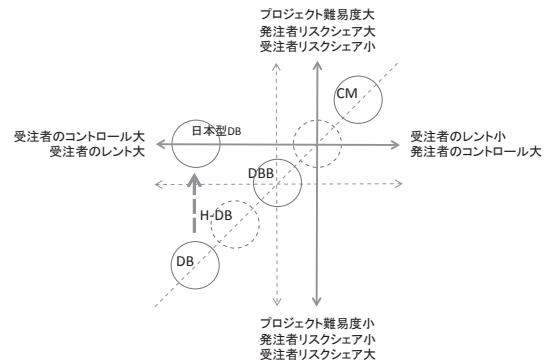 プロジェクト難易度大
発注者リスクシェア大
受注者リスクシェア小
CM
日本型DB
受注者のコントロール大
受注者のレント大
受注者のレント小
発注者のコントロール大
DBB
H-DB
DB
プロジェクト難易度小
発注者リスクシェア小
受注者リスクシェア大